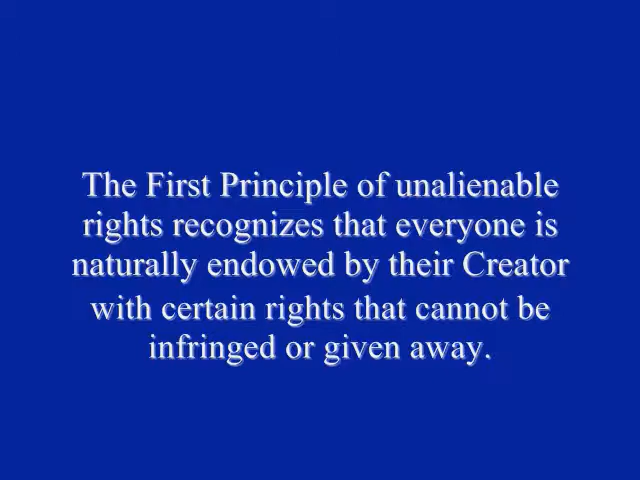 The First Principle of unalienable
rights recognizes that everyone is
naturally endowed by their Creator
with certain rights that cannot be
infringed or given away.